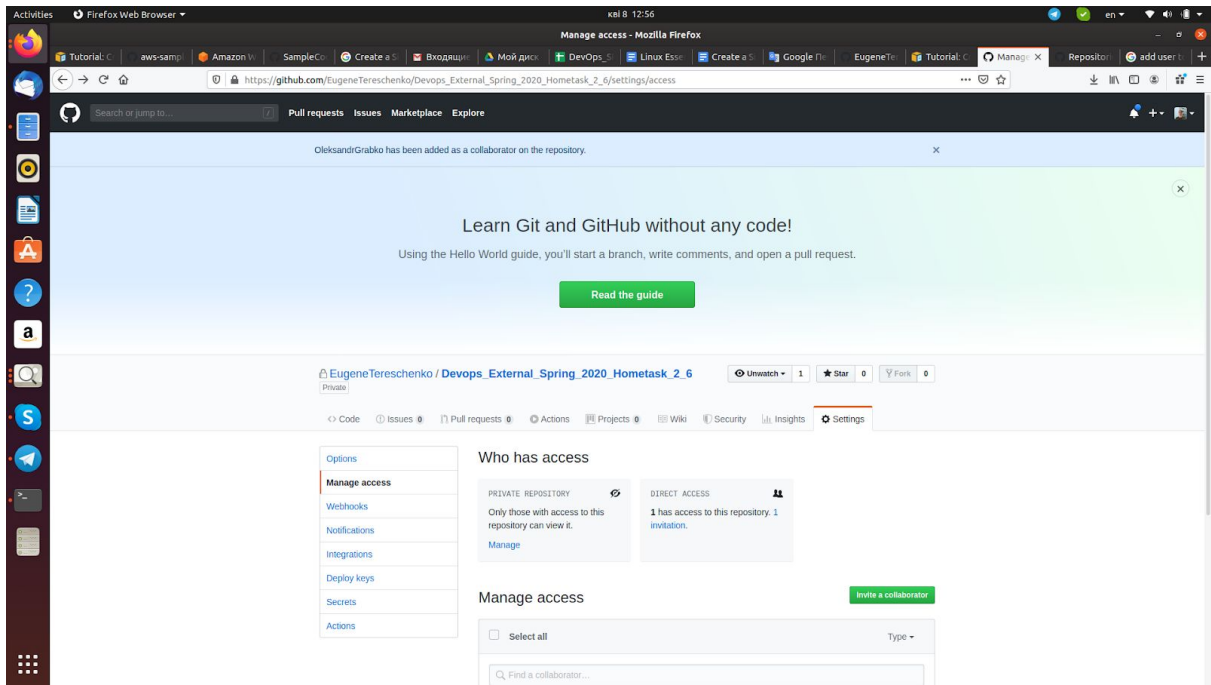 Activities Firefox Web Browser кві 8 12:56 en
Manage access - Mozilla Firefox
Tutorial: C aws-sampl Amazon W SampleCo Create a Si Входящие Мой диск DevOps_S Linux Esse Create a Si Google Пе EugeneTer Tutorial: C Manage Repositori add user t
https://github.com/EugeneTereschenko/Devops_External_Spring_2020_Hometask_2_6/settings/access
Search or jump to... / Pull requests Issues Marketplace Explore
OleksandrGrabko has been added as a collaborator on the repository.
Learn Git and GitHub without any code!
Using the Hello World guide, you’ll start a branch, write comments, and open a pull request.
Read the guide
EugeneTereschenko / Devops_External_Spring_2020_Hometask_2_6 Unwatch 1 Star 0 Fork 0
Private
Code Issues 0 Pull requests 0 Actions Projects 0 Wiki Security Insights Settings
Options
Manage access
Webhooks
Notifications
Integrations
Deploy keys
Secrets
Actions
Who has access
PRIVATE REPOSITORY
Only those with access to this
repository can view it.
Manage
DIRECT ACCESS
1 has access to this repository. 1
invitation.
Manage access Invite a collaborator
Select all Type
Find a collaborator...